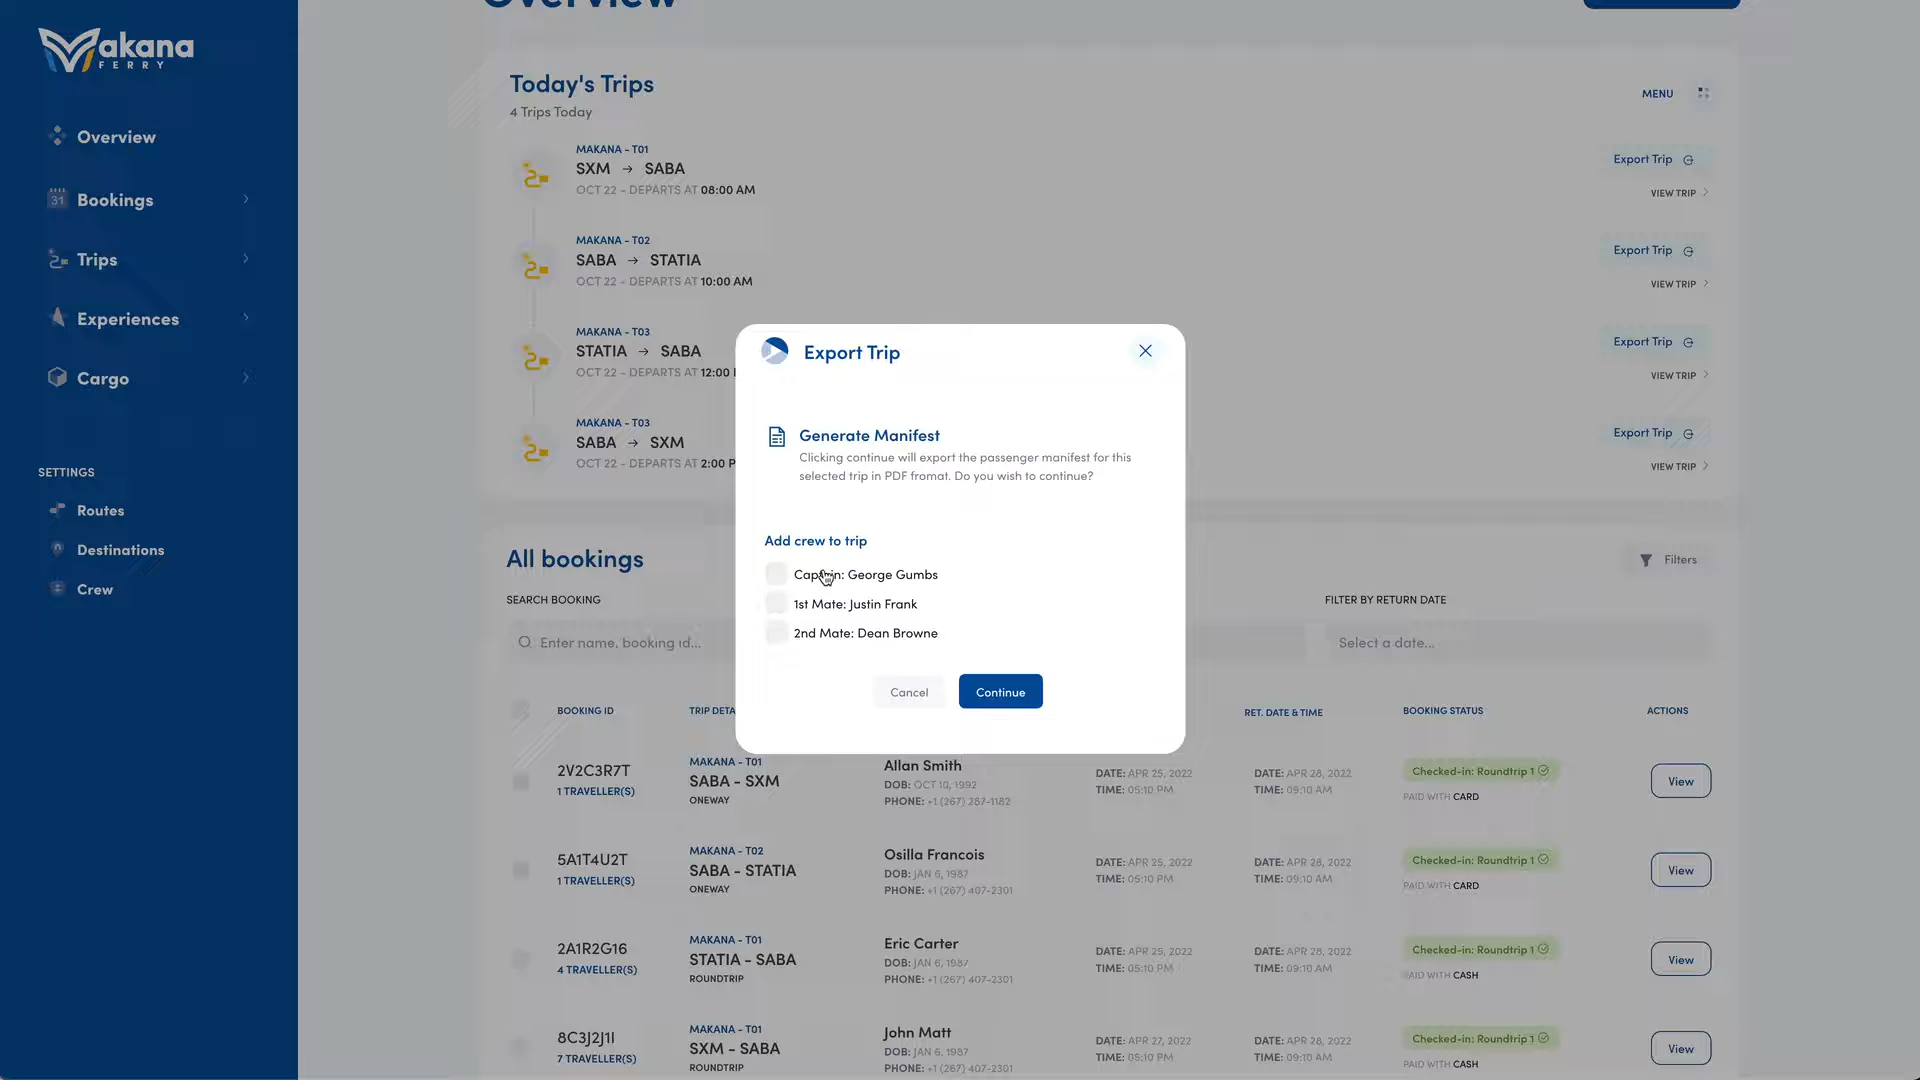 Makana
FERRY
Overview
31
Bookings
Trips
Experiences
Cargo
SETTINGS
Routes
Destinations
Crew
Overview
Today's Trips
4 Trips Today
MENU
MAKANA - T01
SXM → SABA
OCT 22 - DEPARTS AT 08:00 AM
Export Trip
VIEW TRIP
MAKANA - T02
SABA → STATIA
OCT 22 - DEPARTS AT 10:00 AM
Export Trip
VIEW TRIP
MAKANA - T03
STATIA → SABA
OCT 22 - DEPARTS AT 12:00
Export Trip
VIEW TRIP
MAKANA - T03
SABA → SXM
OCT 22 - DEPARTS AT 2:00 P
Export Trip
VIEW TRIP
Export Trip
Generate Manifest
Clicking continue will export the passenger manifest for this
selected trip in PDF fromat. Do you wish to continue?
Add crew to trip
Captain: George Gumbs
1st Mate: Justin Frank
2nd Mate: Dean Browne
Cancel
Continue
All bookings
Filters
SEARCH BOOKING
FILTER BY RETURN DATE
Enter name, booking id...
Select a date...
BOOKING ID
TRIP DETA
RET. DATE & TIME
BOOKING STATUS
ACTIONS
2V2C3R7T
1 TRAVELLER(S)
MAKANA - T01
SABA - SXM
ONEWAY
Allan Smith
DOB: OCT 10, 1992
PHONE: +1 (267) 287-1182
DATE: APR 25, 2022
TIME: 05:10 PM
DATE: APR 28, 2022
TIME: 09:10 AM
Checked-in: Roundtrip 1
PAID WITH CARD
View
5A1T4U2T
1 TRAVELLER(S)
MAKANA - T02
SABA - STATIA
ONEWAY
Osilla Francois
DOB: JAN 6, 1987
PHONE: +1 (267) 407-2301
DATE: APR 25, 2022
TIME: 05:10 PM
DATE: APR 28, 2022
TIME: 09:10 AM
Checked-in: Roundtrip 1
PAID WITH CARD
View
2A1R2G16
4 TRAVELLER(S)
MAKANA - T01
STATIA - SABA
ROUNDTRIP
Eric Carter
DOB: JAN 6, 1987
PHONE: +1 (267) 407-2301
DATE: APR 25, 2022
TIME: 05:10 PM
DATE: APR 28, 2022
TIME: 09:10 AM
Checked-in: Roundtrip 1
PAID WITH CASH
View
8C3J2J1I
7 TRAVELLER(S)
MAKANA - T01
SXM - SABA
ROUNDTRIP
John Matt
DOB: JAN 6, 1987
PHONE: +1 (267) 407-2301
DATE: APR 27, 2022
TIME: 05:10 PM
DATE: APR 28, 2022
TIME: 09:10 AM
Checked-in: Roundtrip 1
PAID WITH CASH
View